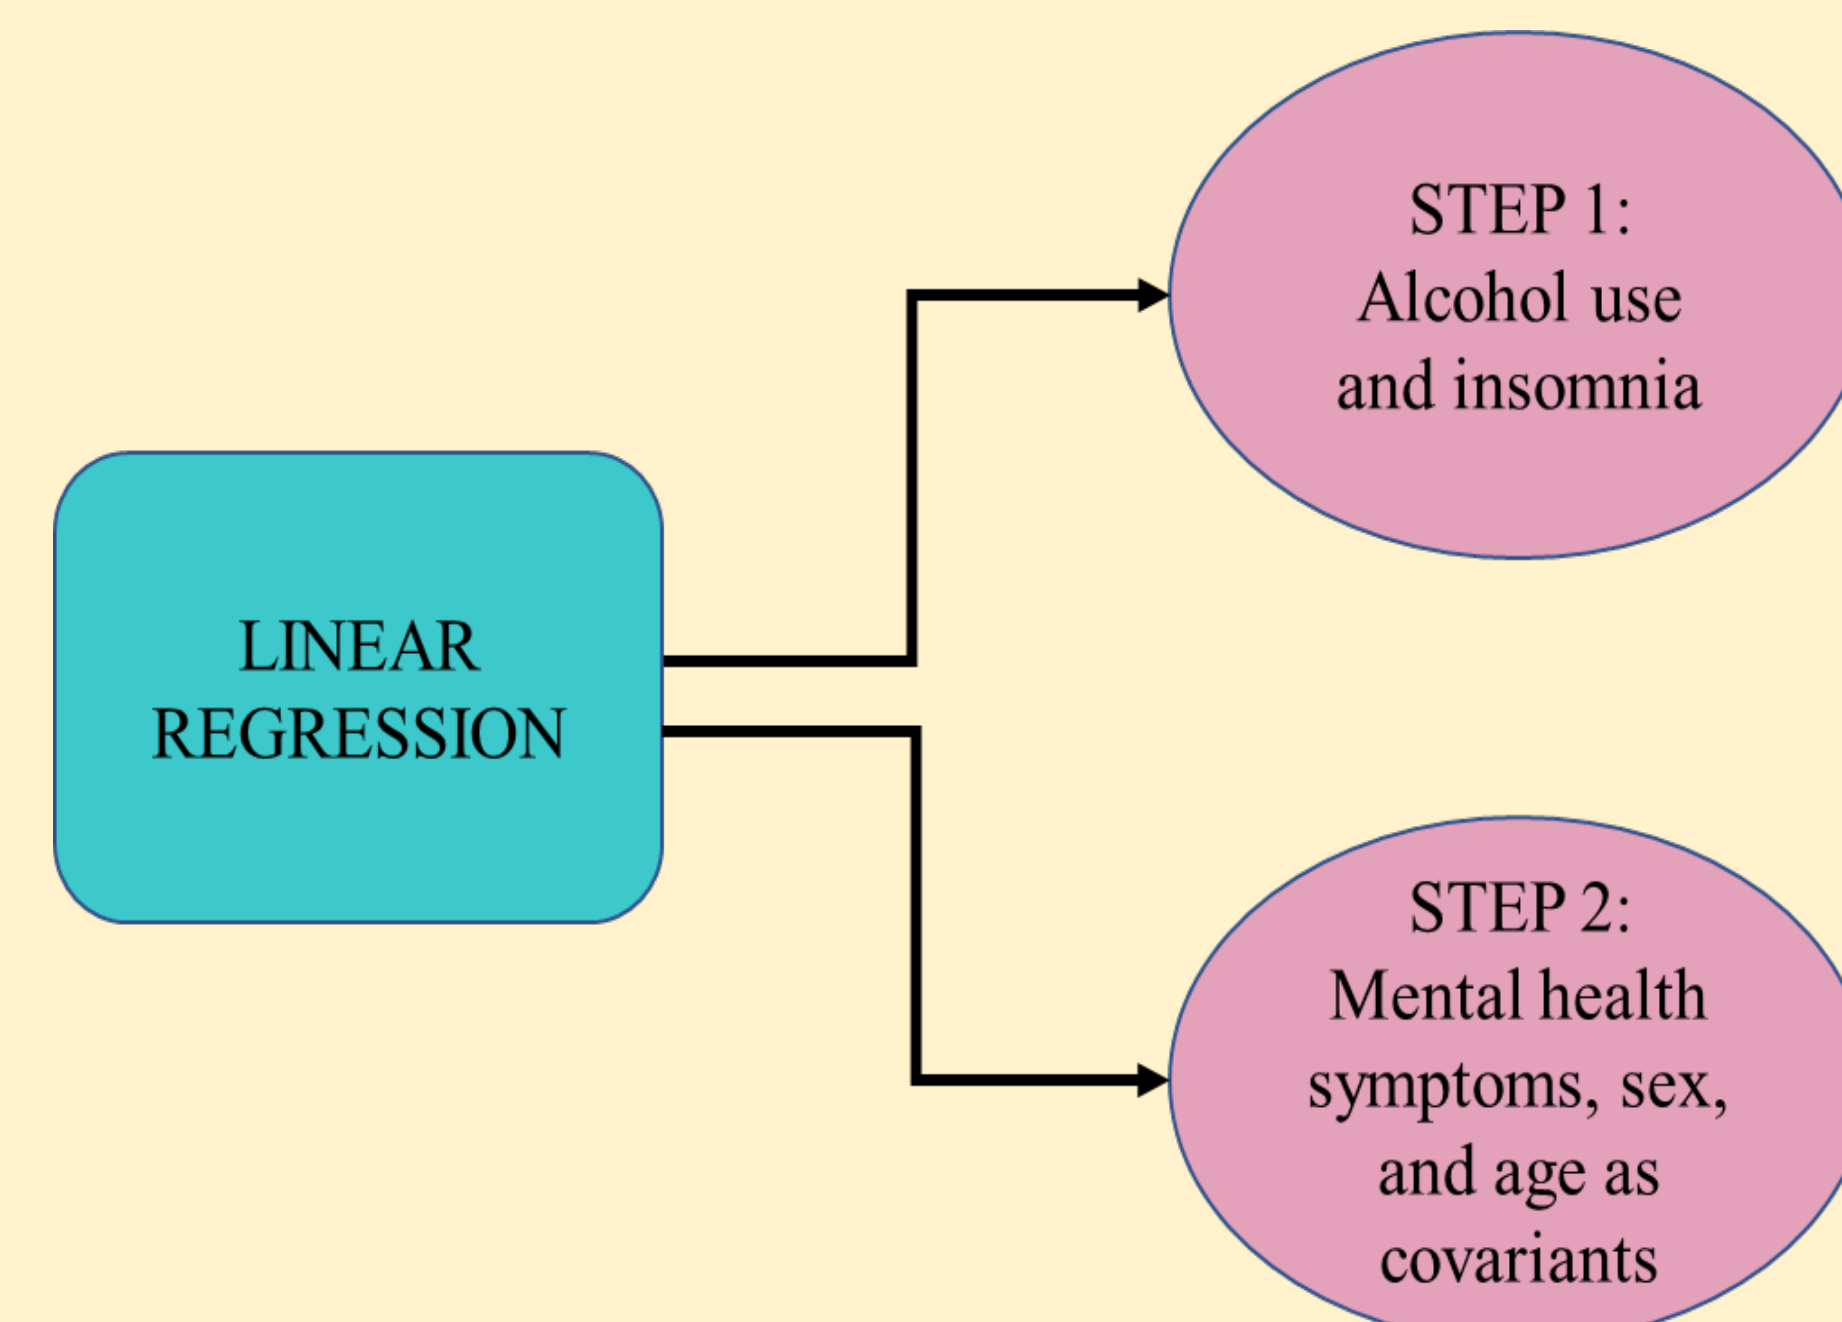 LINEAR
REGRESSION
STEP 1:
Alcohol use
and insomnia
STEP 2:
Mental health
symptoms, sex,
and age as
covariants